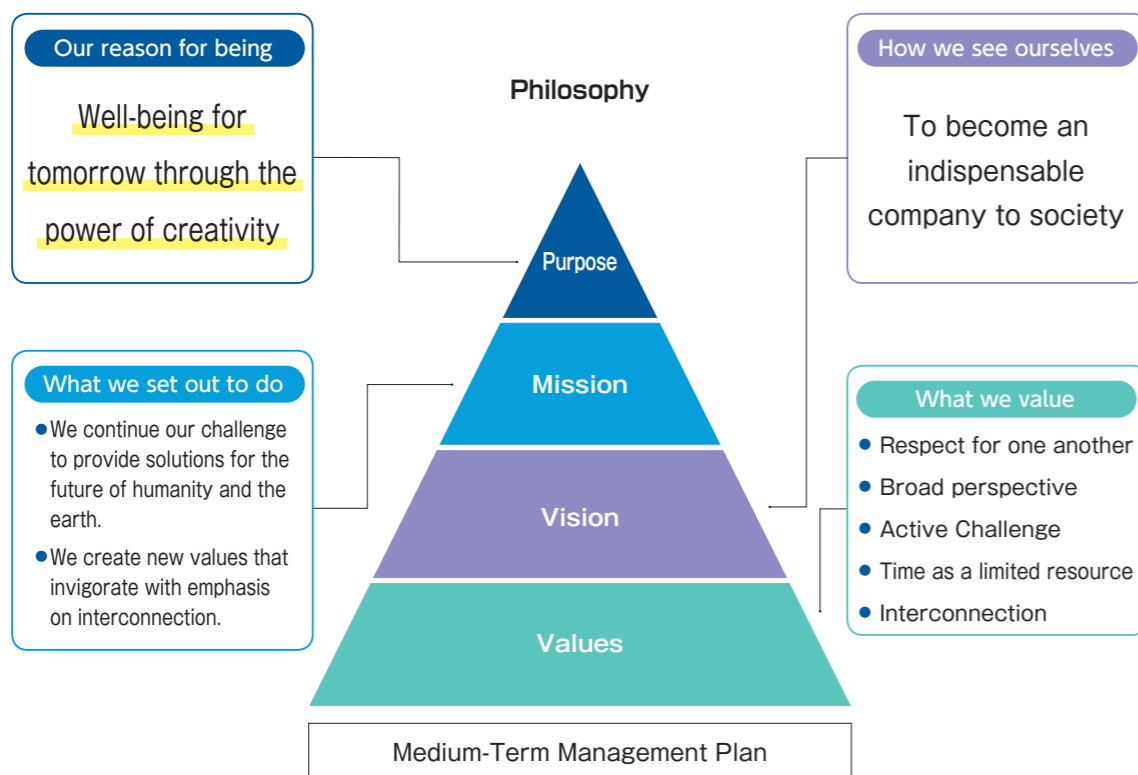 Our reason for being
Well-being for
tomorrow through the
power of creativity
Philosophy
How we see ourselves
To become an
indispensable
company to society
Purpose
Mission
Vision
Values
What we set out to do
●We continue our challenge
to provide solutions for the
future of humanity and the
earth.
●We create new values that
invigorate with emphasis
on interconnection.
What we value
● Respect for one another
● Broad perspective
● Active Challenge
● Time as a limited resource
● Interconnection
Medium-Term Management Plan